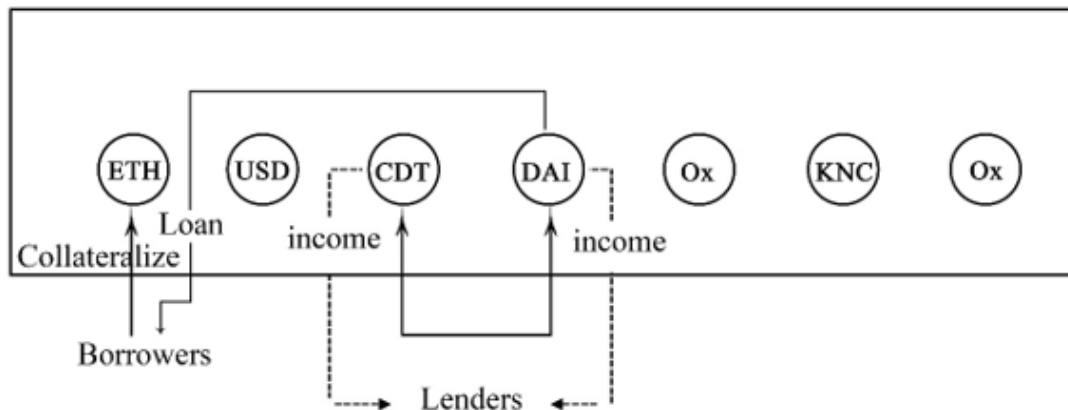 ETH USD CDT DAI Ox KNC Ox
Loan
income
income
Collateralize
Borrowers
Lenders